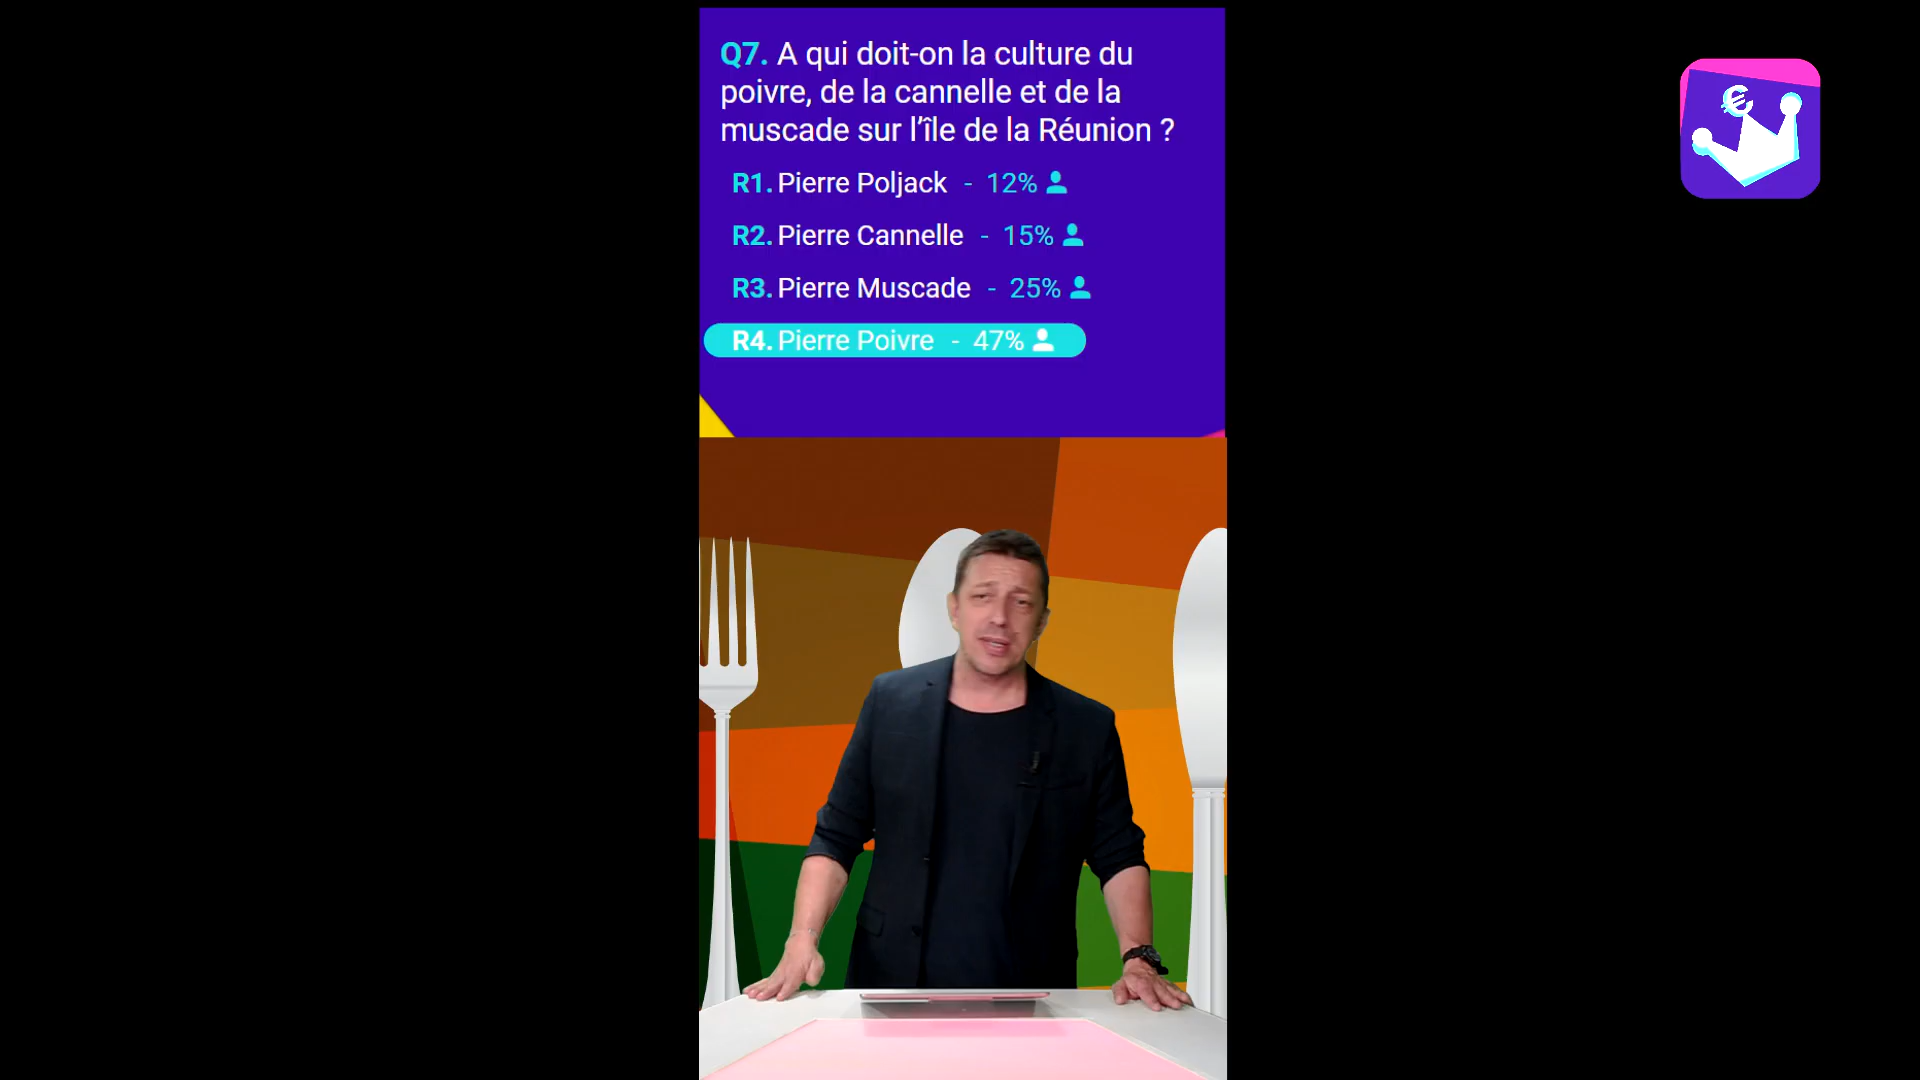 Q7. A qui doit-on la culture du
poivre, de la cannelle et de la
muscade sur l’île de la Réunion ?
R1. Pierre Poljack - 12%
R2. Pierre Cannelle - 15%
R3. Pierre Muscade - 25%
R4. Pierre Poivre - 47%
€